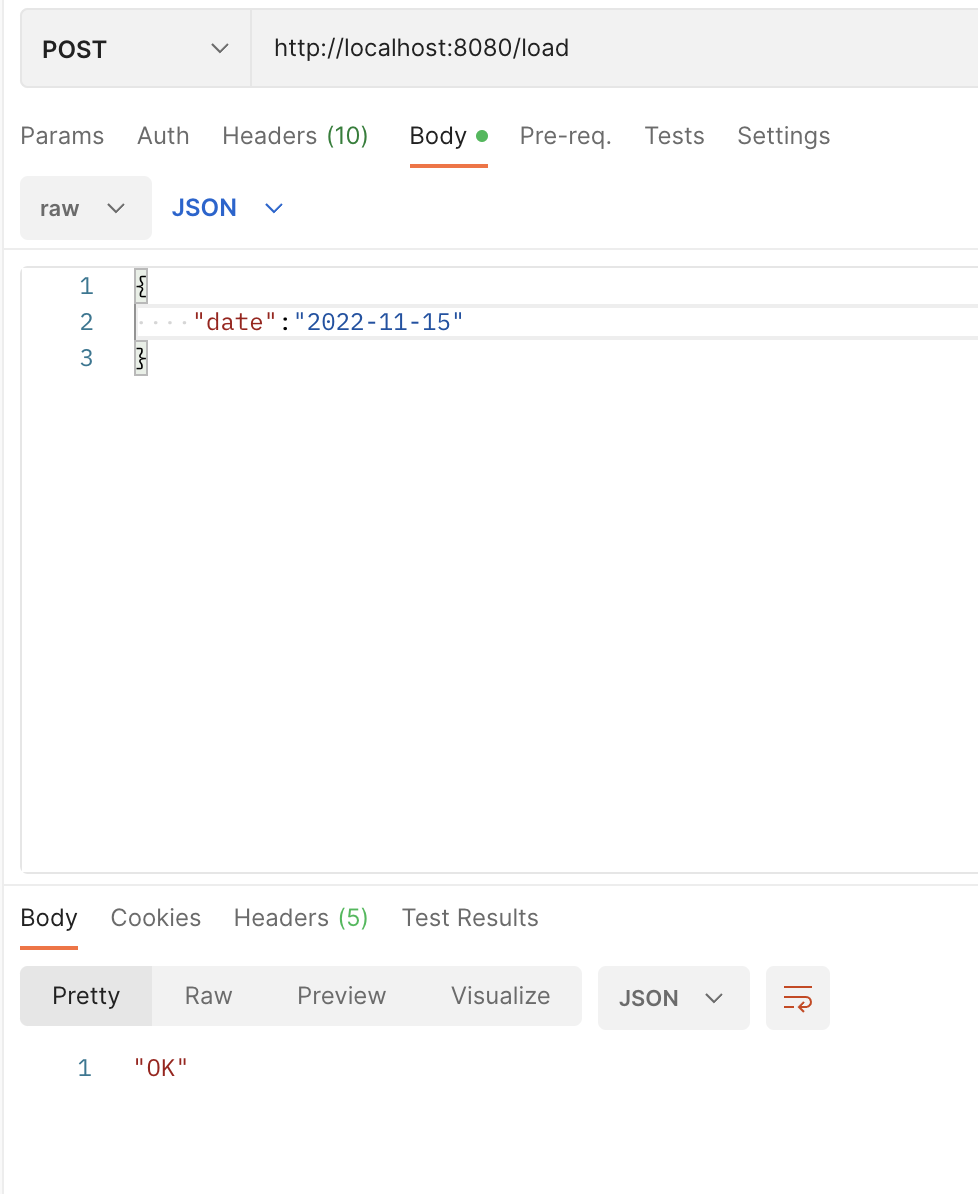 POST http://localhost:8080/load
Params Auth Headers (10) Body Pre-req. Tests Settings
raw JSON
1 {
2 "date":"2022-11-15"
3 }
Body Cookies Headers (5) Test Results
Pretty Raw Preview Visualize JSON
1 "OK"